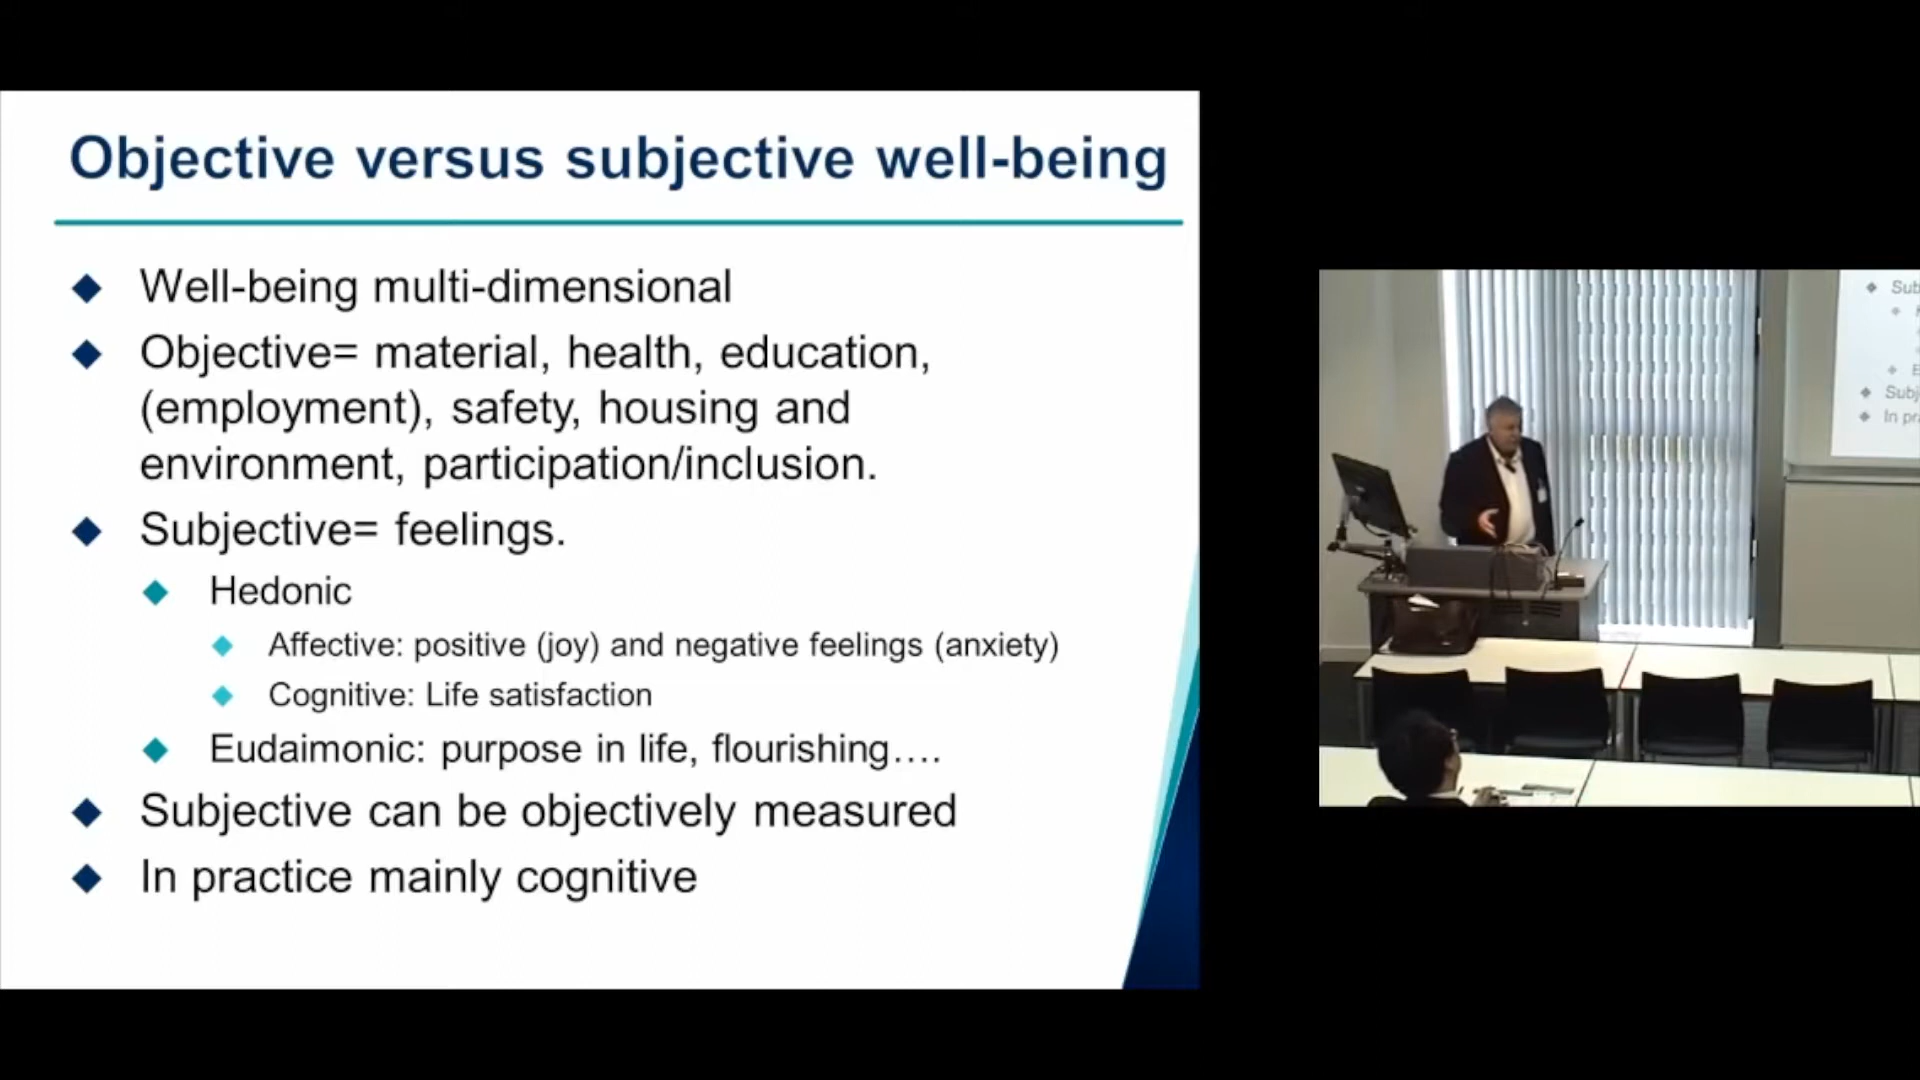 Objective versus subjective well-being
Well-being multi-dimensional
Objective= material, health, education,
(employment), safety, housing and
environment, participation/inclusion.
Subjective= feelings.
Hedonic
Affective: positive (joy) and negative feelings (anxiety)
Cognitive: Life satisfaction
Eudaimonic: purpose in life, flourishing….
Subjective can be objectively measured
In practice mainly cognitive